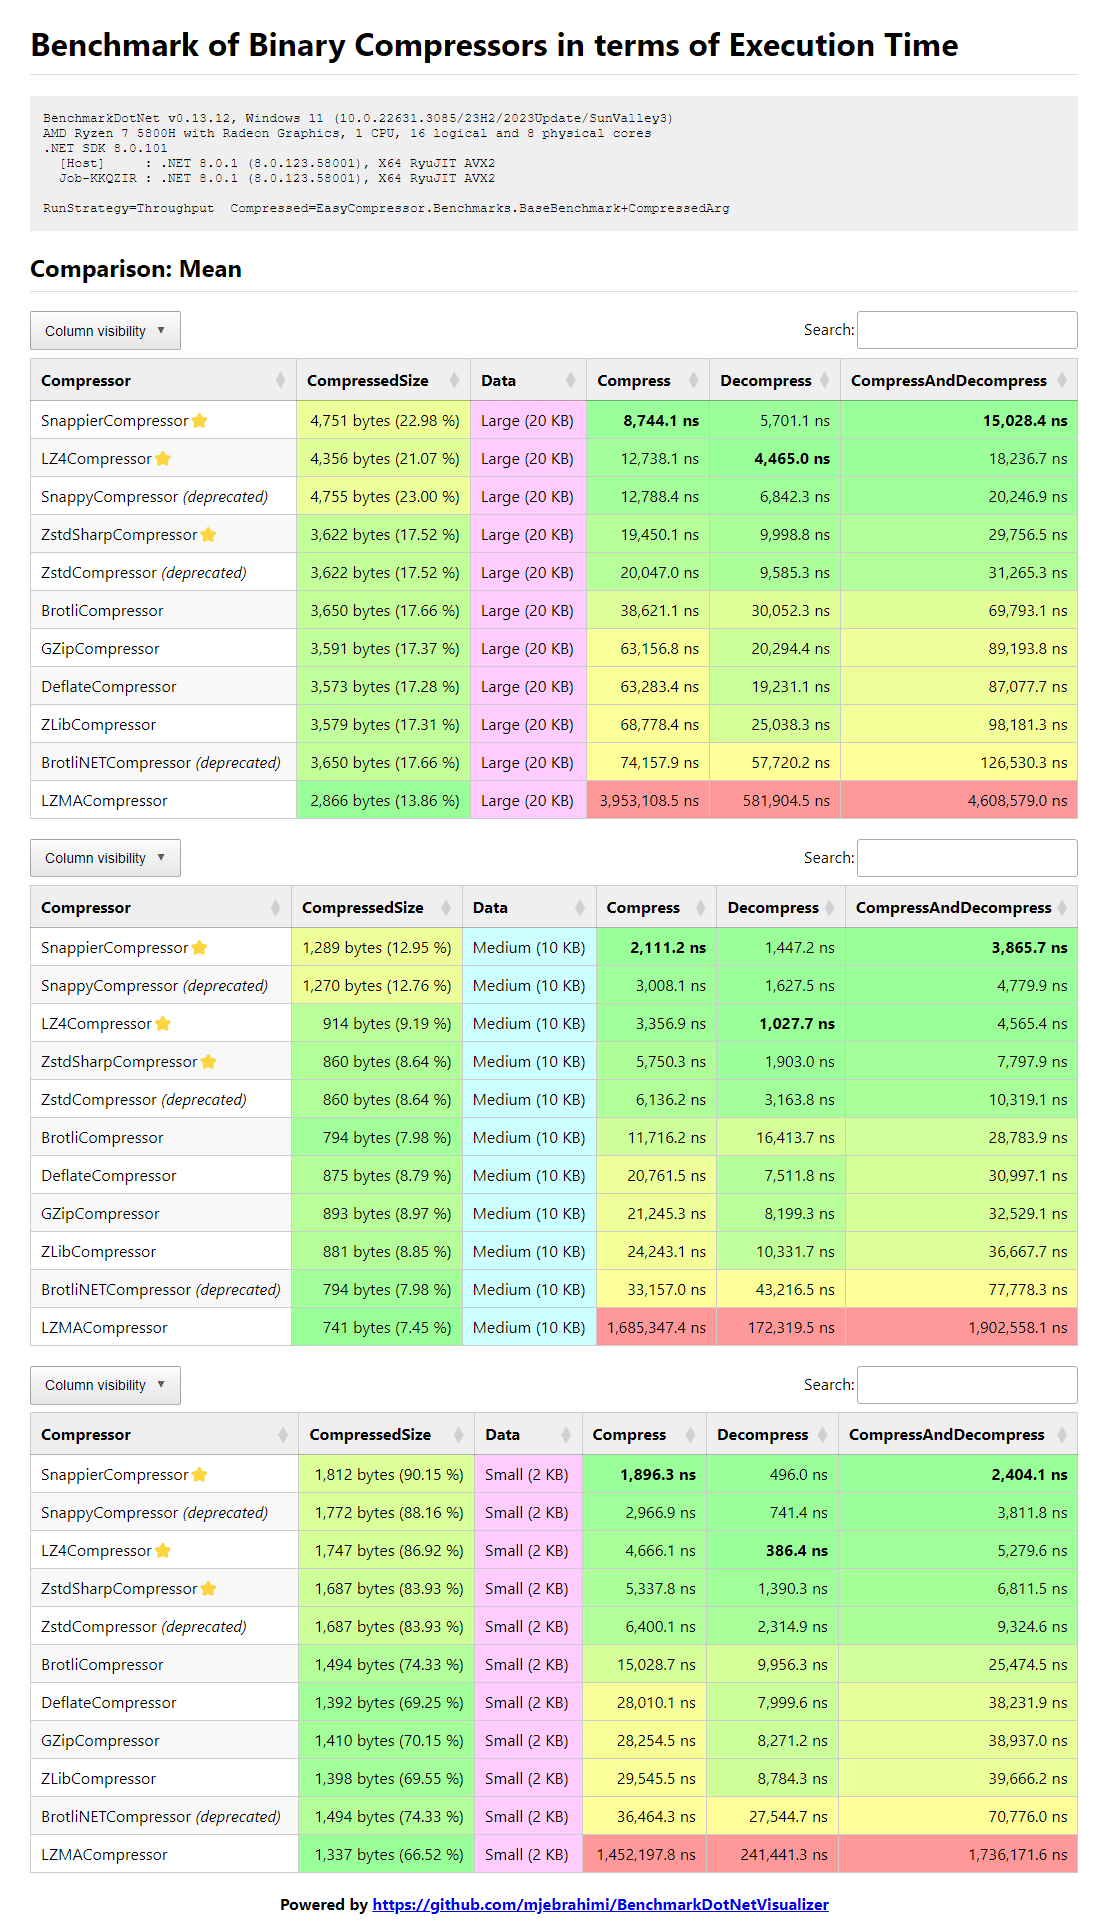 Benchmark of Binary Compressors in terms of Execution Time
BenchmarkDotNet v0.13.12, Windows 11 (10.0.22631.3085/23H2/2023Update/SunValley3)
AMD Ryzen 7 5800H with Radeon Graphics, 1 CPU, 16 logical and 8 physical cores
.NET SDK 8.0.101
[Host]     : .NET 8.0.1 (8.0.123.58001), X64 RyuJIT AVX2
Job-KKQZIR : .NET 8.0.1 (8.0.123.58001), X64 RyuJIT AVX2
RunStrategy=Throughput  Compressed=EasyCompressor.Benchmarks.BaseBenchmark+CompressedArg
Comparison: Mean
Column visibility ▼ Search:
Compressor CompressedSize Data Compress Decompress CompressAndDecompress
SnappierCompressor⭐ 4,751 bytes (22.98 %) Large (20 KB) 8,744.1 ns 5,701.1 ns 15,028.4 ns
LZ4Compressor⭐ 4,356 bytes (21.07 %) Large (20 KB) 12,738.1 ns 4,465.0 ns 18,236.7 ns
SnappyCompressor (deprecated) 4,755 bytes (23.00 %) Large (20 KB) 12,788.4 ns 6,842.3 ns 20,246.9 ns
ZstdSharpCompressor⭐ 3,622 bytes (17.52 %) Large (20 KB) 19,450.1 ns 9,998.8 ns 29,756.5 ns
ZstdCompressor (deprecated) 3,622 bytes (17.52 %) Large (20 KB) 20,047.0 ns 9,585.3 ns 31,265.3 ns
BrotliCompressor 3,650 bytes (17.66 %) Large (20 KB) 38,621.1 ns 30,052.3 ns 69,793.1 ns
GZipCompressor 3,591 bytes (17.37 %) Large (20 KB) 63,156.8 ns 20,294.4 ns 89,193.8 ns
DeflateCompressor 3,573 bytes (17.28 %) Large (20 KB) 63,283.4 ns 19,231.1 ns 87,077.7 ns
ZLibCompressor 3,579 bytes (17.31 %) Large (20 KB) 68,778.4 ns 25,038.3 ns 98,181.3 ns
BrotliNETCompressor (deprecated) 3,650 bytes (17.66 %) Large (20 KB) 74,157.9 ns 57,720.2 ns 126,530.3 ns
LZMACompressor 2,866 bytes (13.86 %) Large (20 KB) 3,953,108.5 ns 581,904.5 ns 4,608,579.0 ns
Column visibility ▼ Search:
Compressor CompressedSize Data Compress Decompress CompressAndDecompress
SnappierCompressor⭐ 1,289 bytes (12.95 %) Medium (10 KB) 2,111.2 ns 1,447.2 ns 3,865.7 ns
SnappyCompressor (deprecated) 1,270 bytes (12.76 %) Medium (10 KB) 3,008.1 ns 1,627.5 ns 4,779.9 ns
LZ4Compressor⭐ 914 bytes (9.19 %) Medium (10 KB) 3,356.9 ns 1,027.7 ns 4,565.4 ns
ZstdSharpCompressor⭐ 860 bytes (8.64 %) Medium (10 KB) 5,750.3 ns 1,903.0 ns 7,797.9 ns
ZstdCompressor (deprecated) 860 bytes (8.64 %) Medium (10 KB) 6,136.2 ns 3,163.8 ns 10,319.1 ns
BrotliCompressor 794 bytes (7.98 %) Medium (10 KB) 11,716.2 ns 16,413.7 ns 28,783.9 ns
DeflateCompressor 875 bytes (8.79 %) Medium (10 KB) 20,761.5 ns 7,511.8 ns 30,997.1 ns
GZipCompressor 893 bytes (8.97 %) Medium (10 KB) 21,245.3 ns 8,199.3 ns 32,529.1 ns
ZLibCompressor 881 bytes (8.85 %) Medium (10 KB) 24,243.1 ns 10,331.7 ns 36,667.7 ns
BrotliNETCompressor (deprecated) 794 bytes (7.98 %) Medium (10 KB) 33,157.0 ns 43,216.5 ns 77,778.3 ns
LZMACompressor 741 bytes (7.45 %) Medium (10 KB) 1,685,347.4 ns 172,319.5 ns 1,902,558.1 ns
Column visibility ▼ Search:
Compressor CompressedSize Data Compress Decompress CompressAndDecompress
SnappierCompressor⭐ 1,812 bytes (90.15 %) Small (2 KB) 1,896.3 ns 496.0 ns 2,404.1 ns
SnappyCompressor (deprecated) 1,772 bytes (88.16 %) Small (2 KB) 2,966.9 ns 741.4 ns 3,811.8 ns
LZ4Compressor⭐ 1,747 bytes (86.92 %) Small (2 KB) 4,666.1 ns 386.4 ns 5,279.6 ns
ZstdSharpCompressor⭐ 1,687 bytes (83.93 %) Small (2 KB) 5,337.8 ns 1,390.3 ns 6,811.5 ns
ZstdCompressor (deprecated) 1,687 bytes (83.93 %) Small (2 KB) 6,400.1 ns 2,314.9 ns 9,324.6 ns
BrotliCompressor 1,494 bytes (74.33 %) Small (2 KB) 15,028.7 ns 9,956.3 ns 25,474.5 ns
DeflateCompressor 1,392 bytes (69.25 %) Small (2 KB) 28,010.1 ns 7,999.6 ns 38,231.9 ns
GZipCompressor 1,410 bytes (70.15 %) Small (2 KB) 28,254.5 ns 8,271.2 ns 38,937.0 ns
ZLibCompressor 1,398 bytes (69.55 %) Small (2 KB) 29,545.5 ns 8,784.3 ns 39,666.2 ns
BrotliNETCompressor (deprecated) 1,494 bytes (74.33 %) Small (2 KB) 36,464.3 ns 27,544.7 ns 70,776.0 ns
LZMACompressor 1,337 bytes (66.52 %) Small (2 KB) 1,452,197.8 ns 241,441.3 ns 1,736,171.6 ns
Powered by https://github.com/mjebrahimi/BenchmarkDotNetVisualizer